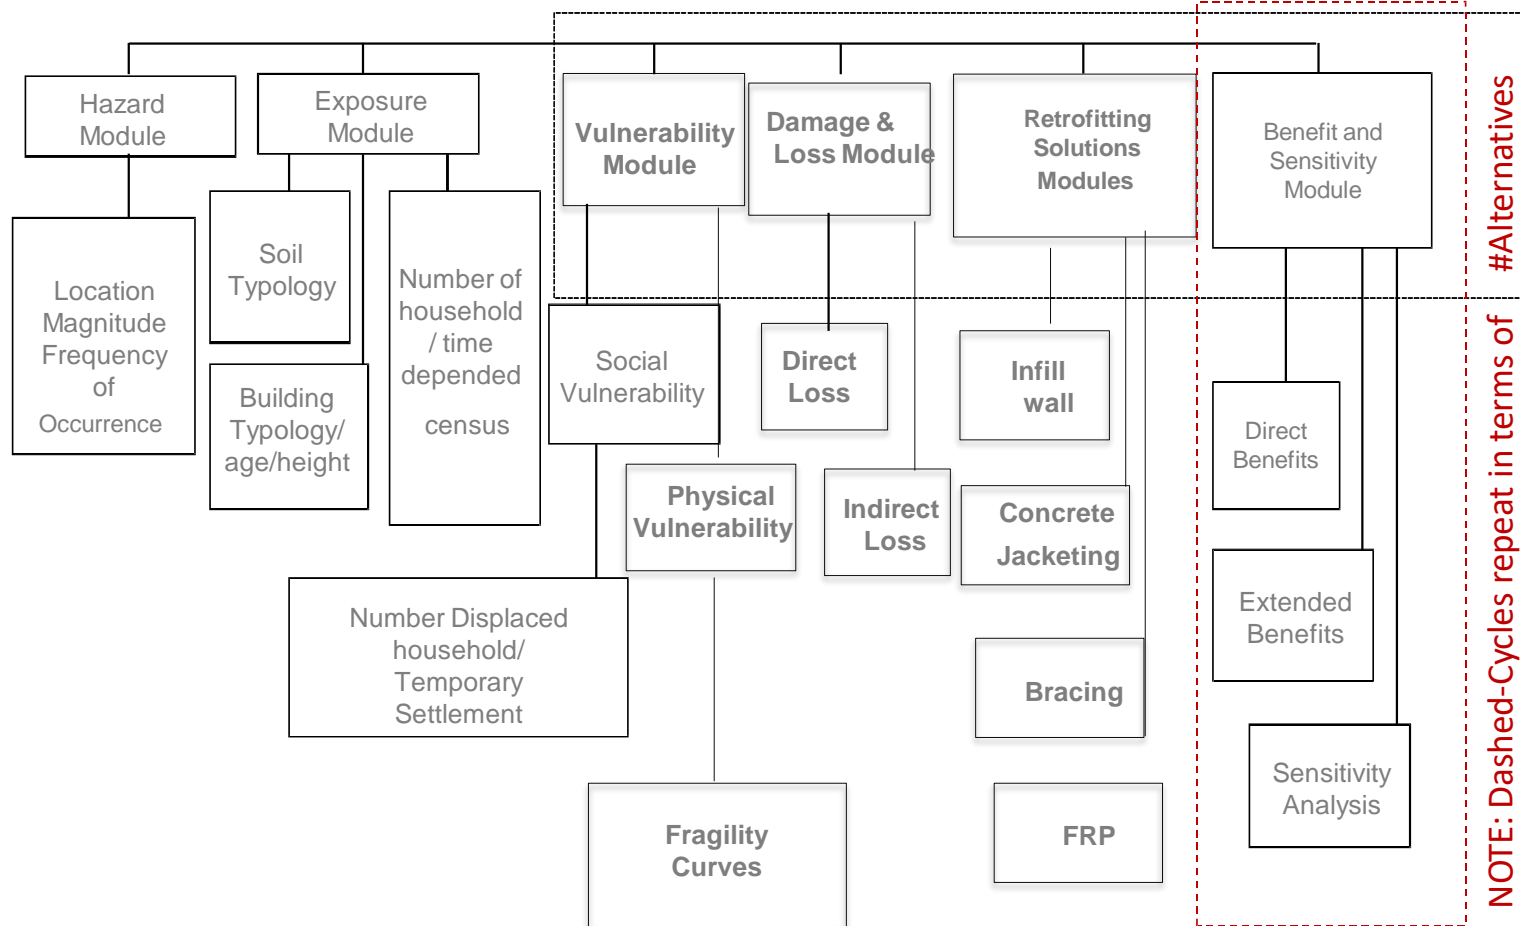 Hazard
Module
Exposure
Module
Vulnerability
Module
Damage &
Loss Module
Retrofitting
Solutions
Modules
Benefit and
Sensitivity
Module
Location
Magnitude
Frequency
of
Occurrence
Soil
Typology
Building
Typology/
age/height
Number of
household
/ time
depended
census
Social
Vulnerability
Physical
Vulnerability
Number Displaced
household/
Temporary
Settlement
Fragility
Curves
Direct
Loss
Indirect
Loss
Infill
wall
Concrete
Jacketing
Bracing
FRP
Direct
Benefits
Extended
Benefits
Sensitivity
Analysis
NOTE: Dashed-Cycles repeat in terms of #Alternatives